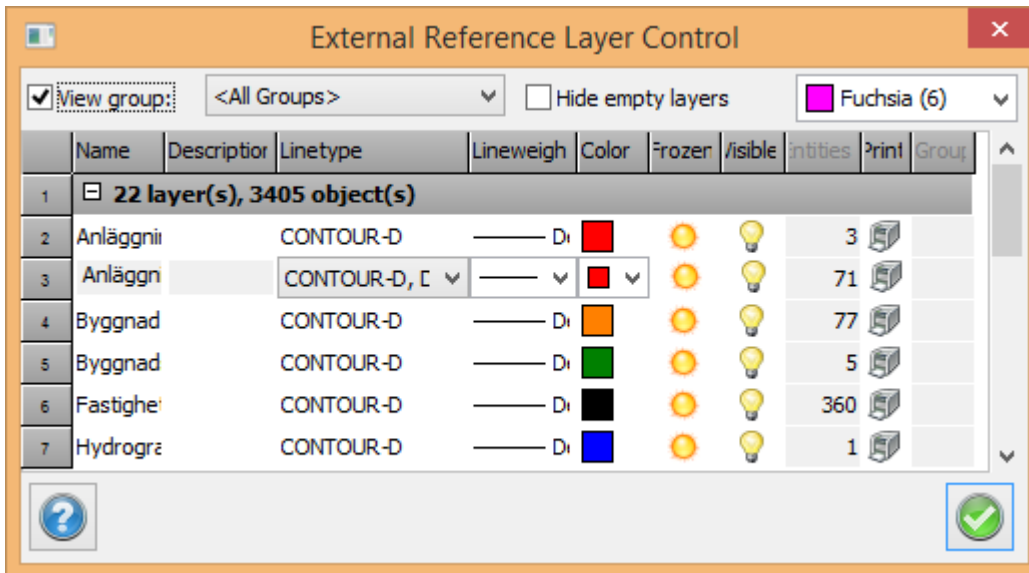 External Reference Layer Control
View group: <All Groups> Hide empty layers Fuchsia (6)
Name Description Linetype Lineweigh Color Frozen Visible Entities Print Group
1 22 layer(s), 3405 object(s)
2 Anläggnin CONTOUR-D D 3
3 Anläggni CONTOUR-D, D 71
4 Byggnad CONTOUR-D D 77
5 Byggnad CONTOUR-D D 5
6 Fastighet CONTOUR-D D 360
7 Hydrogra CONTOUR-D D 1